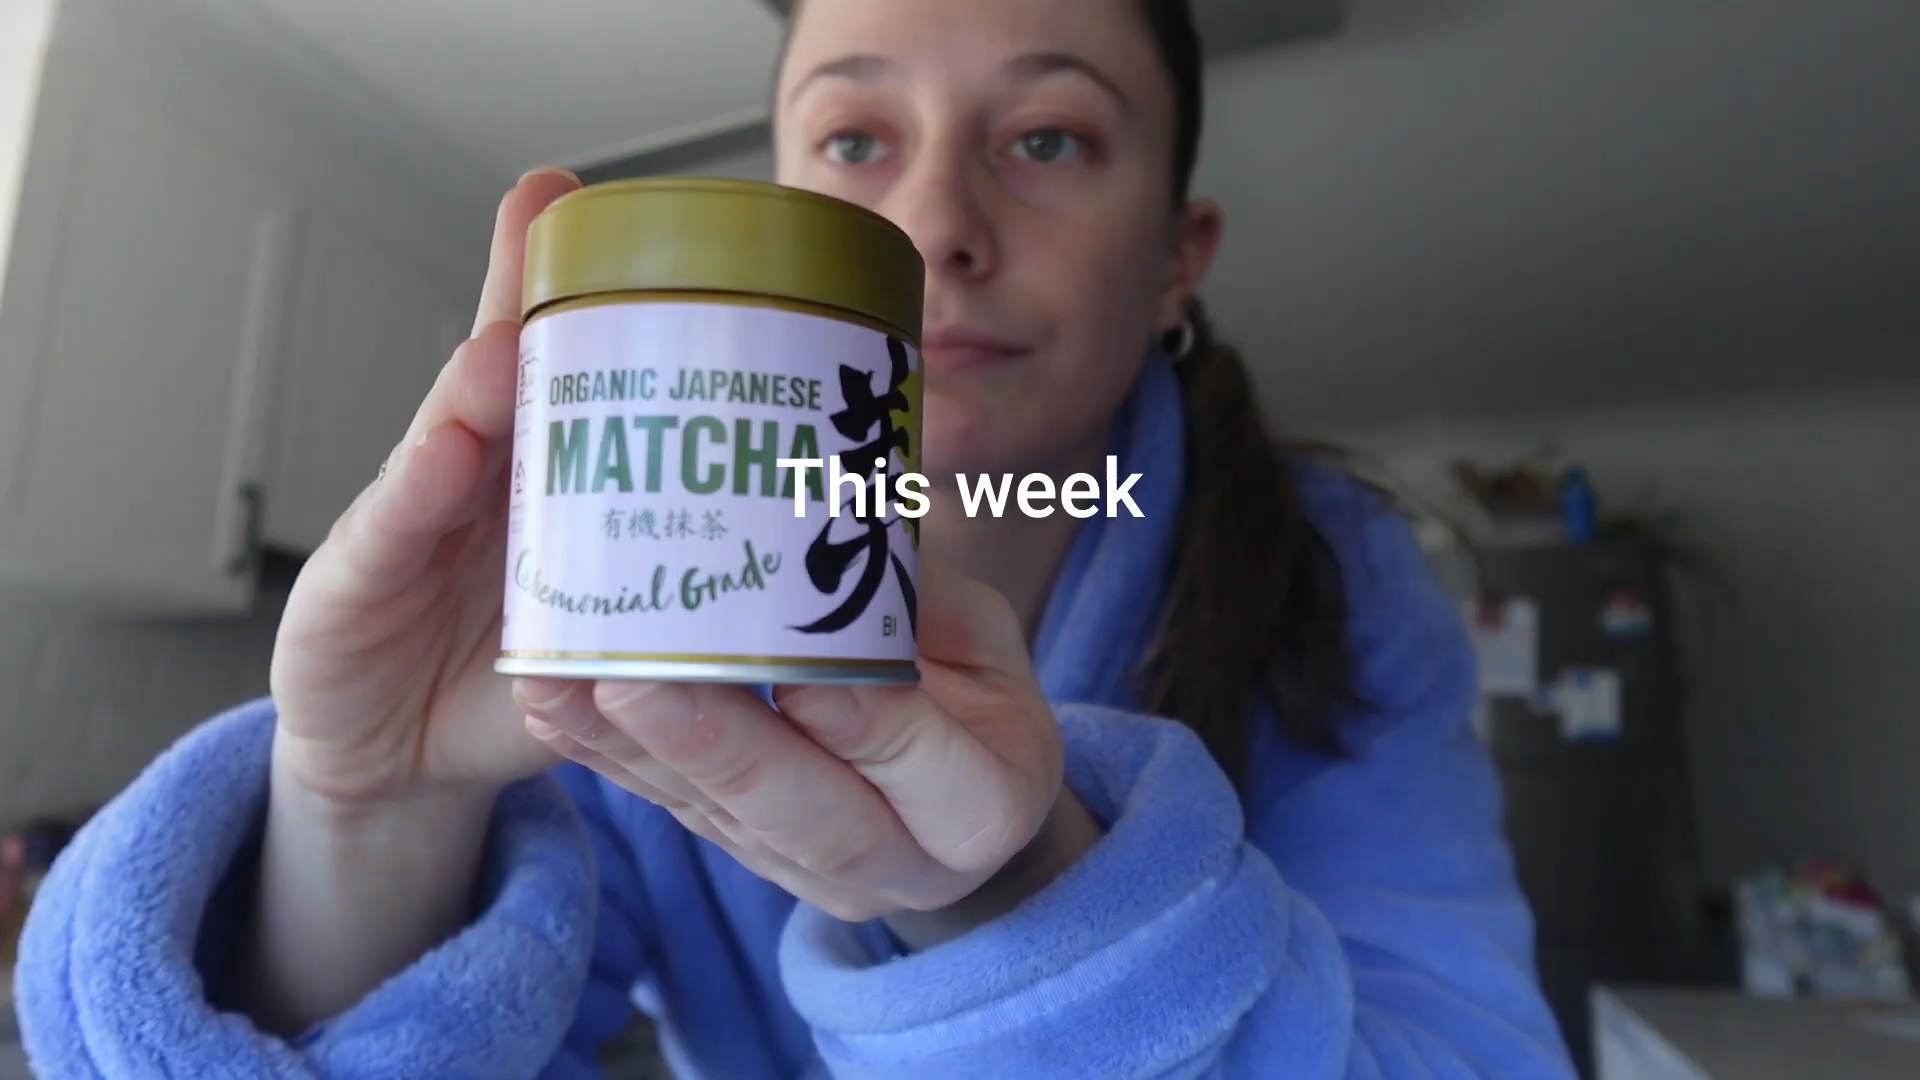 ORGANIC JAPANESE
MATCHA
有機抹茶
Ceremonial Grade
美
BI
This week